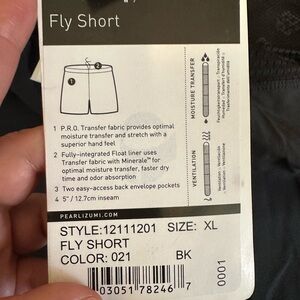 Fly Short
2
1
MOISTURE TRANSFER
VENTILATION
1 P.R.O. Transfer fabric provides optimal
moisture transfer and stretch with a
superior hand feel
2 Fully-integrated Float liner uses
Transfer fabric with Minerale™ for
optimal moisture transfer, faster dry
time and odor absorption
3 Two easy-access back envelope pockets
4 5" / 12.7cm inseam
PEARLIZUMI.COM
STYLE:12111201 SIZE: XL
FLY SHORT
COLOR: 021 BK
03051 78246 7
0001